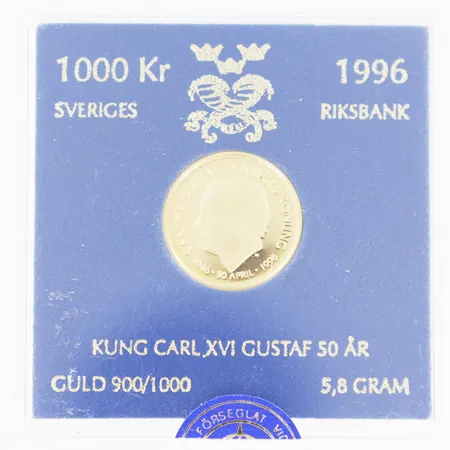 1000 Kr 1996
SVERIGES RIKSBANK
1946 • 30 APRIL • 1996
KUNG CARL XVI GUSTAF 50 ÅR
GULD 900/1000 5,8 GRAM
FÖRSEGLAT